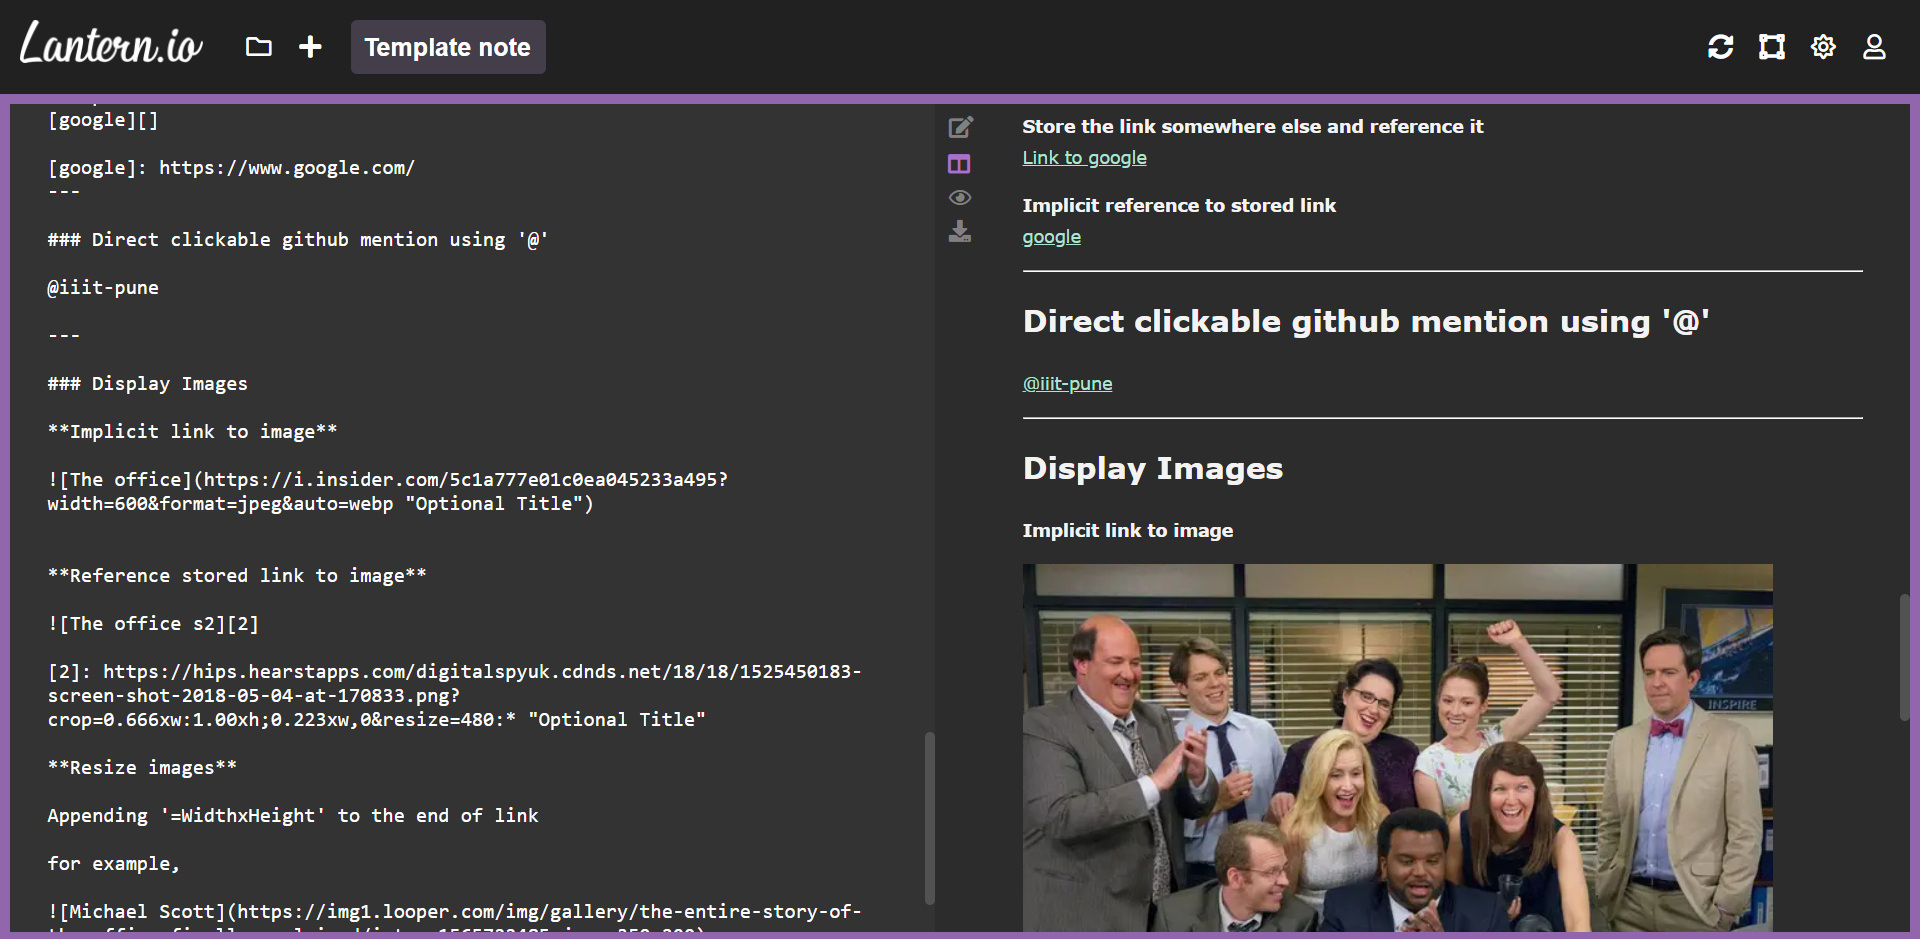 Lantern.io
Template note
[google][]
[google]: https://www.google.com/
---
### Direct clickable github mention using '@'
@iiit-pune
---
### Display Images
**Implicit link to image**
![The office](https://i.insider.com/5c1a777e01c0ea045233a495?
width=600&format=jpeg&auto=webp "Optional Title")
**Reference stored link to image**
![The office s2][2]
[2]: https://hips.hearstapps.com/digitalspyuk.cdnds.net/18/18/1525450183-
screen-shot-2018-05-04-at-170833.png?
crop=0.666xw:1.00xh;0.223xw,0&resize=480:* "Optional Title"
**Resize images**
Appending '=WidthxHeight' to the end of link
for example,
![Michael Scott](https://img1.looper.com/img/gallery/the-entire-story-of-
Store the link somewhere else and reference it
Link to google
Implicit reference to stored link
google
Direct clickable github mention using '@'
@iiit-pune
Display Images
Implicit link to image
INSPIRE